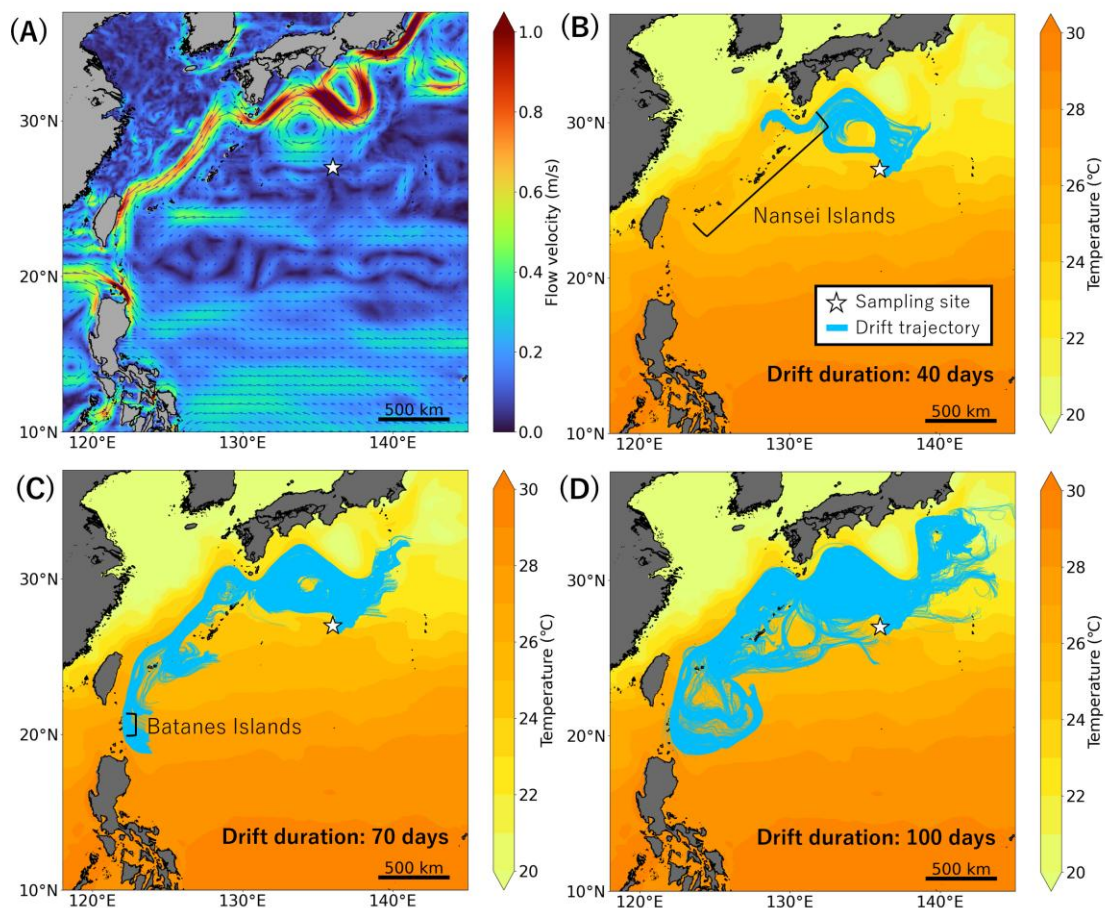 (A)
30°N
20°N
10°N
120°E
130°E
140°E
500 km
1.0
0.8
0.6
0.4
0.2
0.0
Flow velocity (m/s)
(B)
30°N
20°N
10°N
120°E
130°E
140°E
Nansei Islands
Sampling site
Drift trajectory
Drift duration: 40 days
500 km
30
28
26
24
22
20
Temperature (°C)
(C)
30°N
20°N
10°N
120°E
130°E
140°E
Batanes Islands
Drift duration: 70 days
500 km
30
28
26
24
22
20
Temperature (°C)
(D)
30°N
20°N
10°N
120°E
130°E
140°E
Drift duration: 100 days
500 km
30
28
26
24
22
20
Temperature (°C)